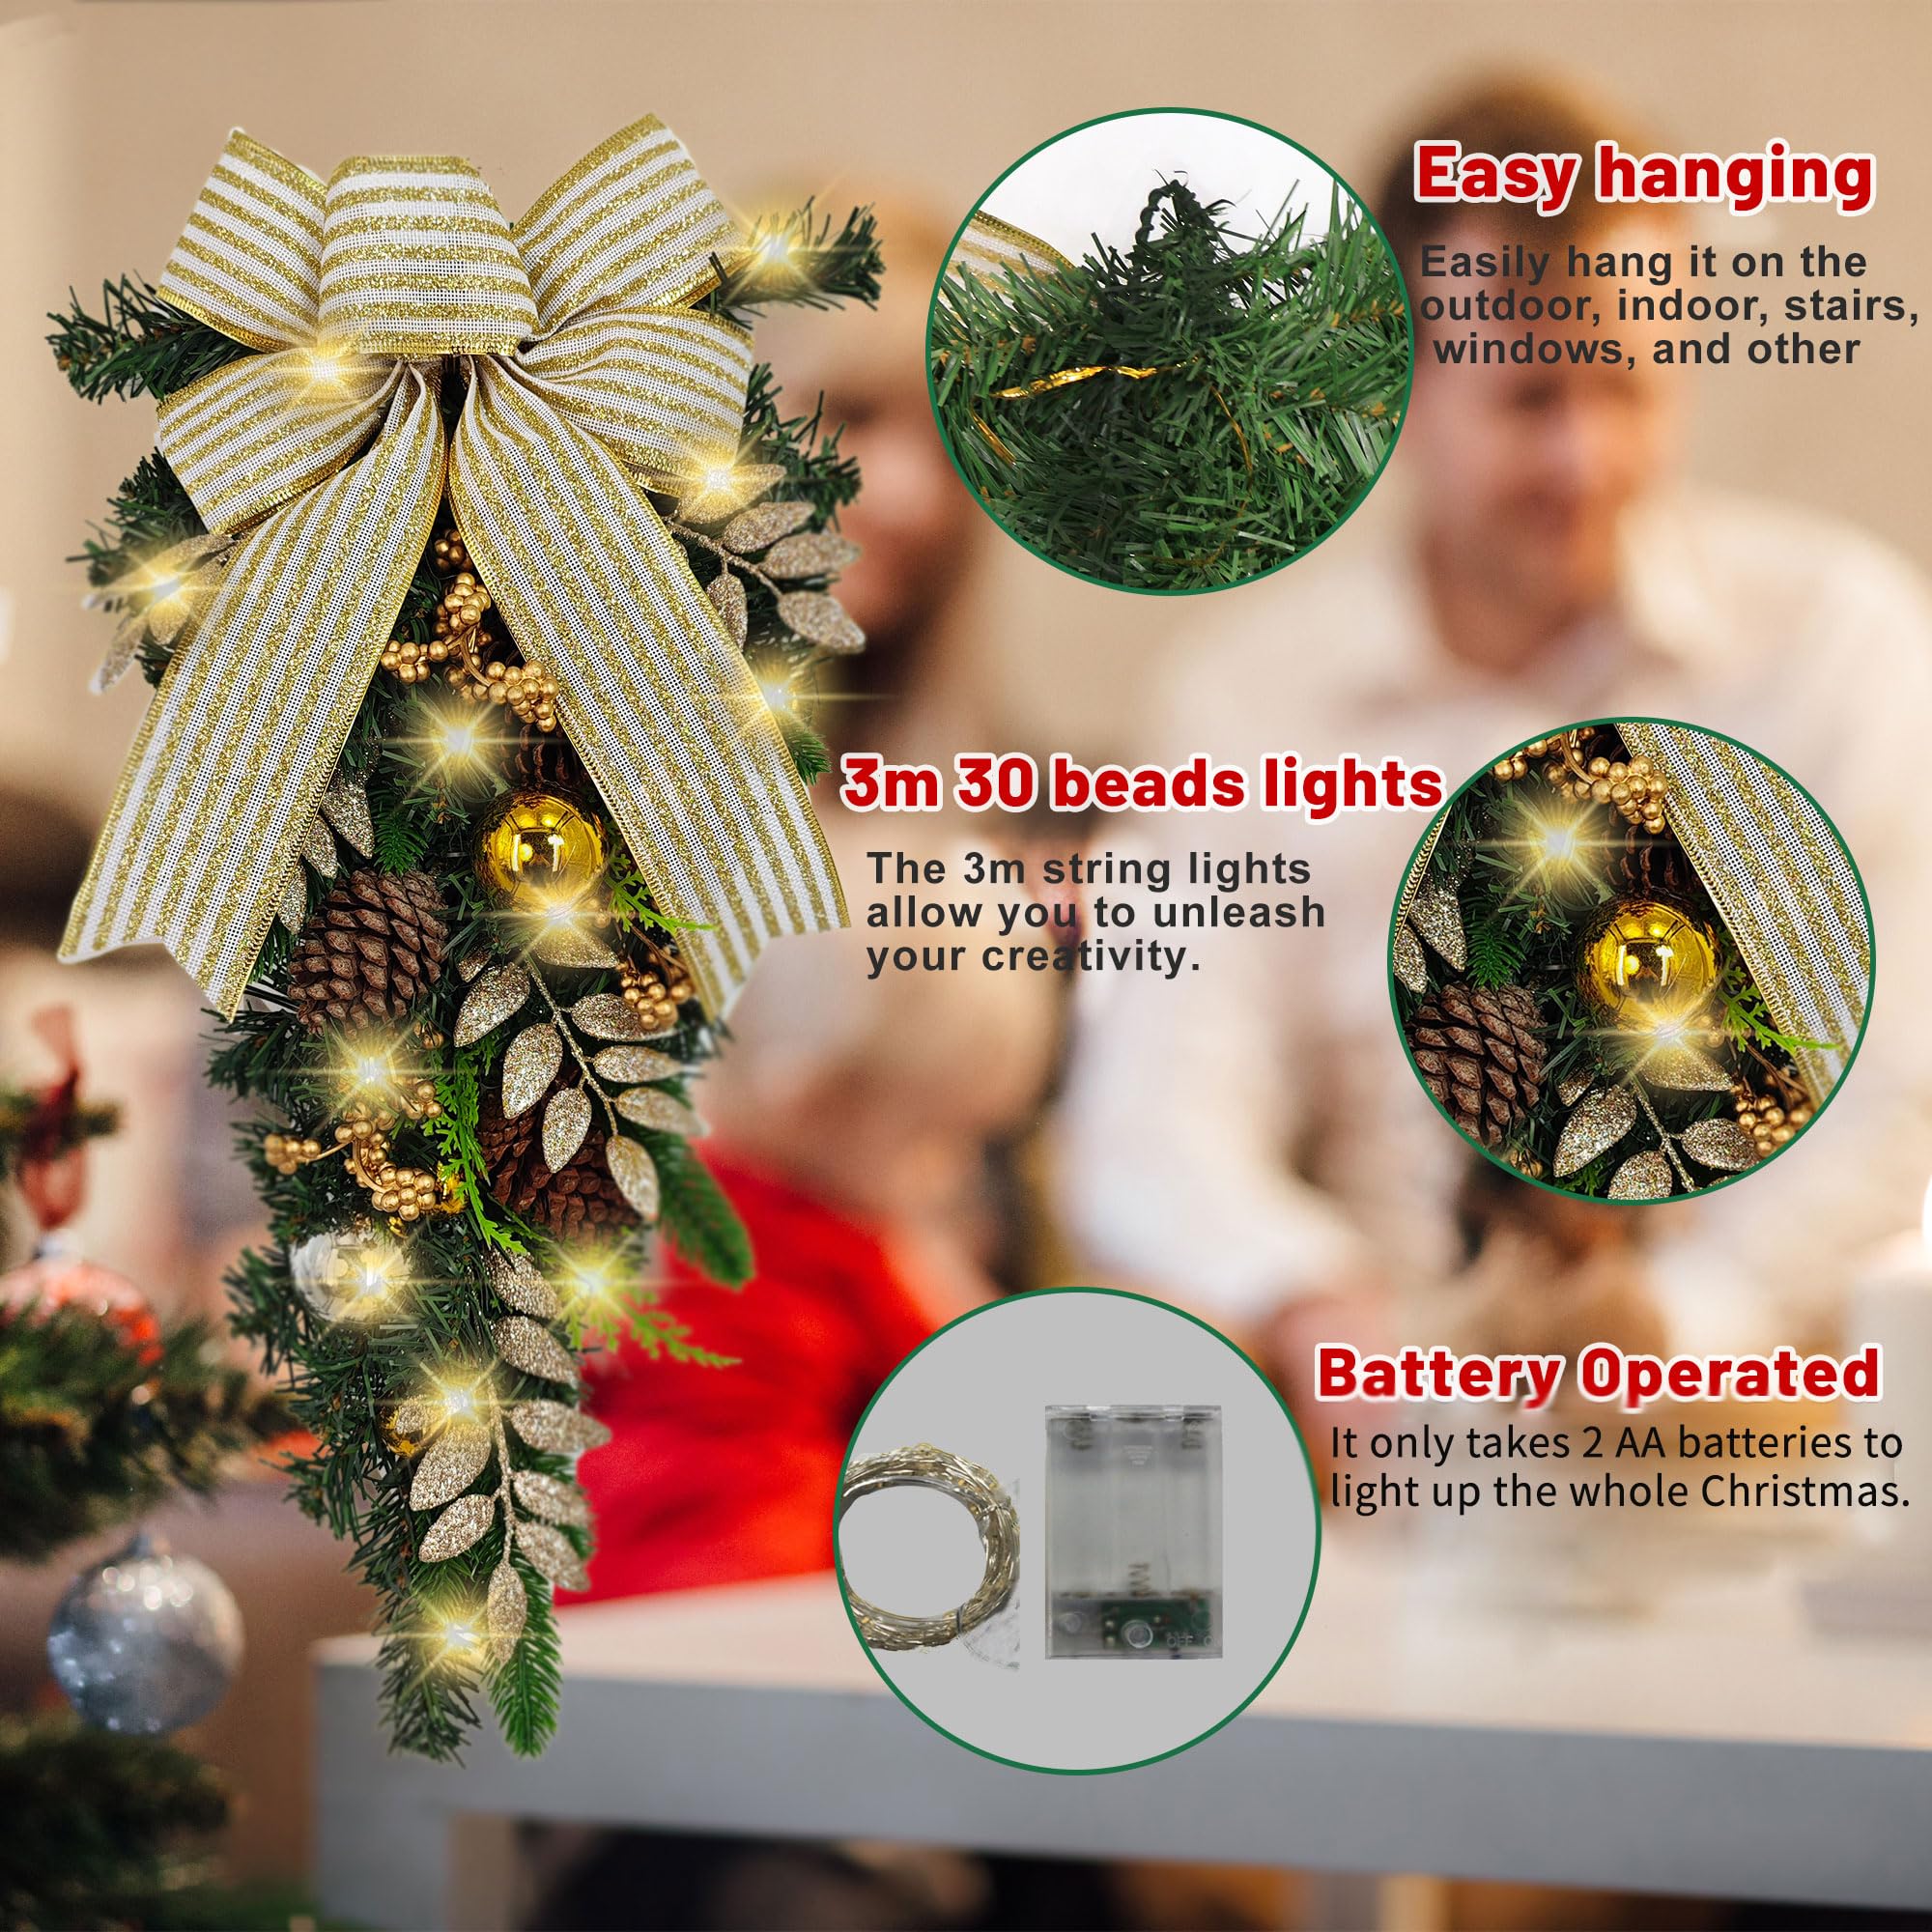 Easy hanging
Easily hang it on the
outdoor, indoor, stairs,
windows, and other
3m 30 beads lights
The 3m string lights
allow you to unleash
your creativity.
Battery Operated
It only takes 2 AA batteries to
light up the whole Christmas.
OFF